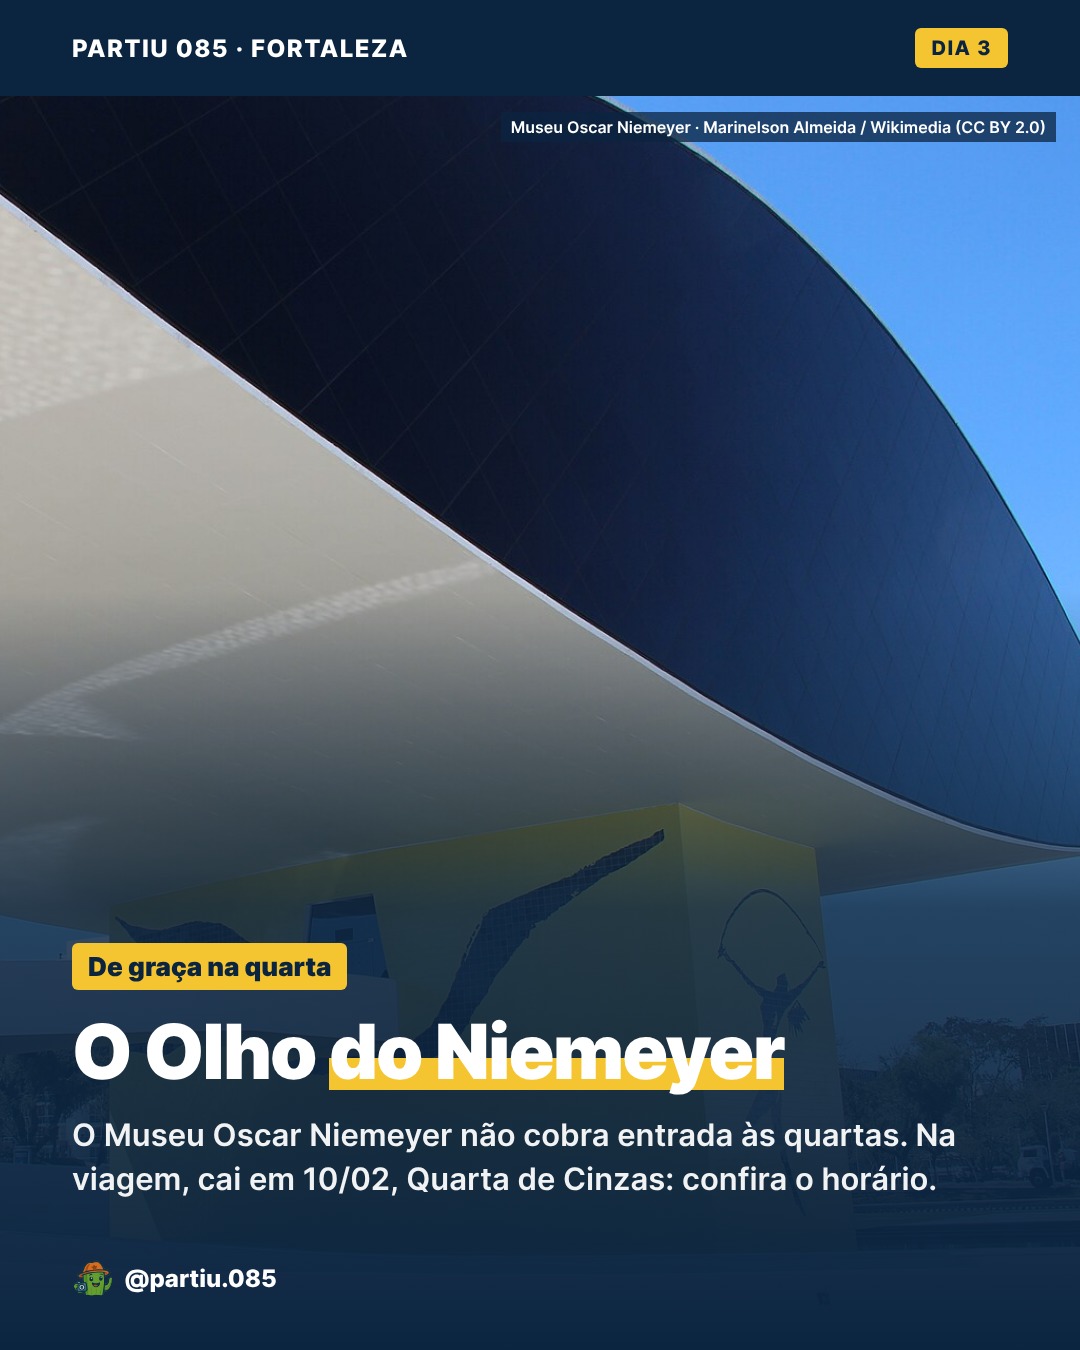 PARTIU 085 · FORTALEZA
DIA 3
Museu Oscar Niemeyer · Marinelson Almeida / Wikimedia (CC BY 2.0)
De graça na quarta
O Olho do Niemeyer
O Museu Oscar Niemeyer não cobra entrada às quartas. Na
viagem, cai em 10/02, Quarta de Cinzas: confira o horário.
@partiu.085